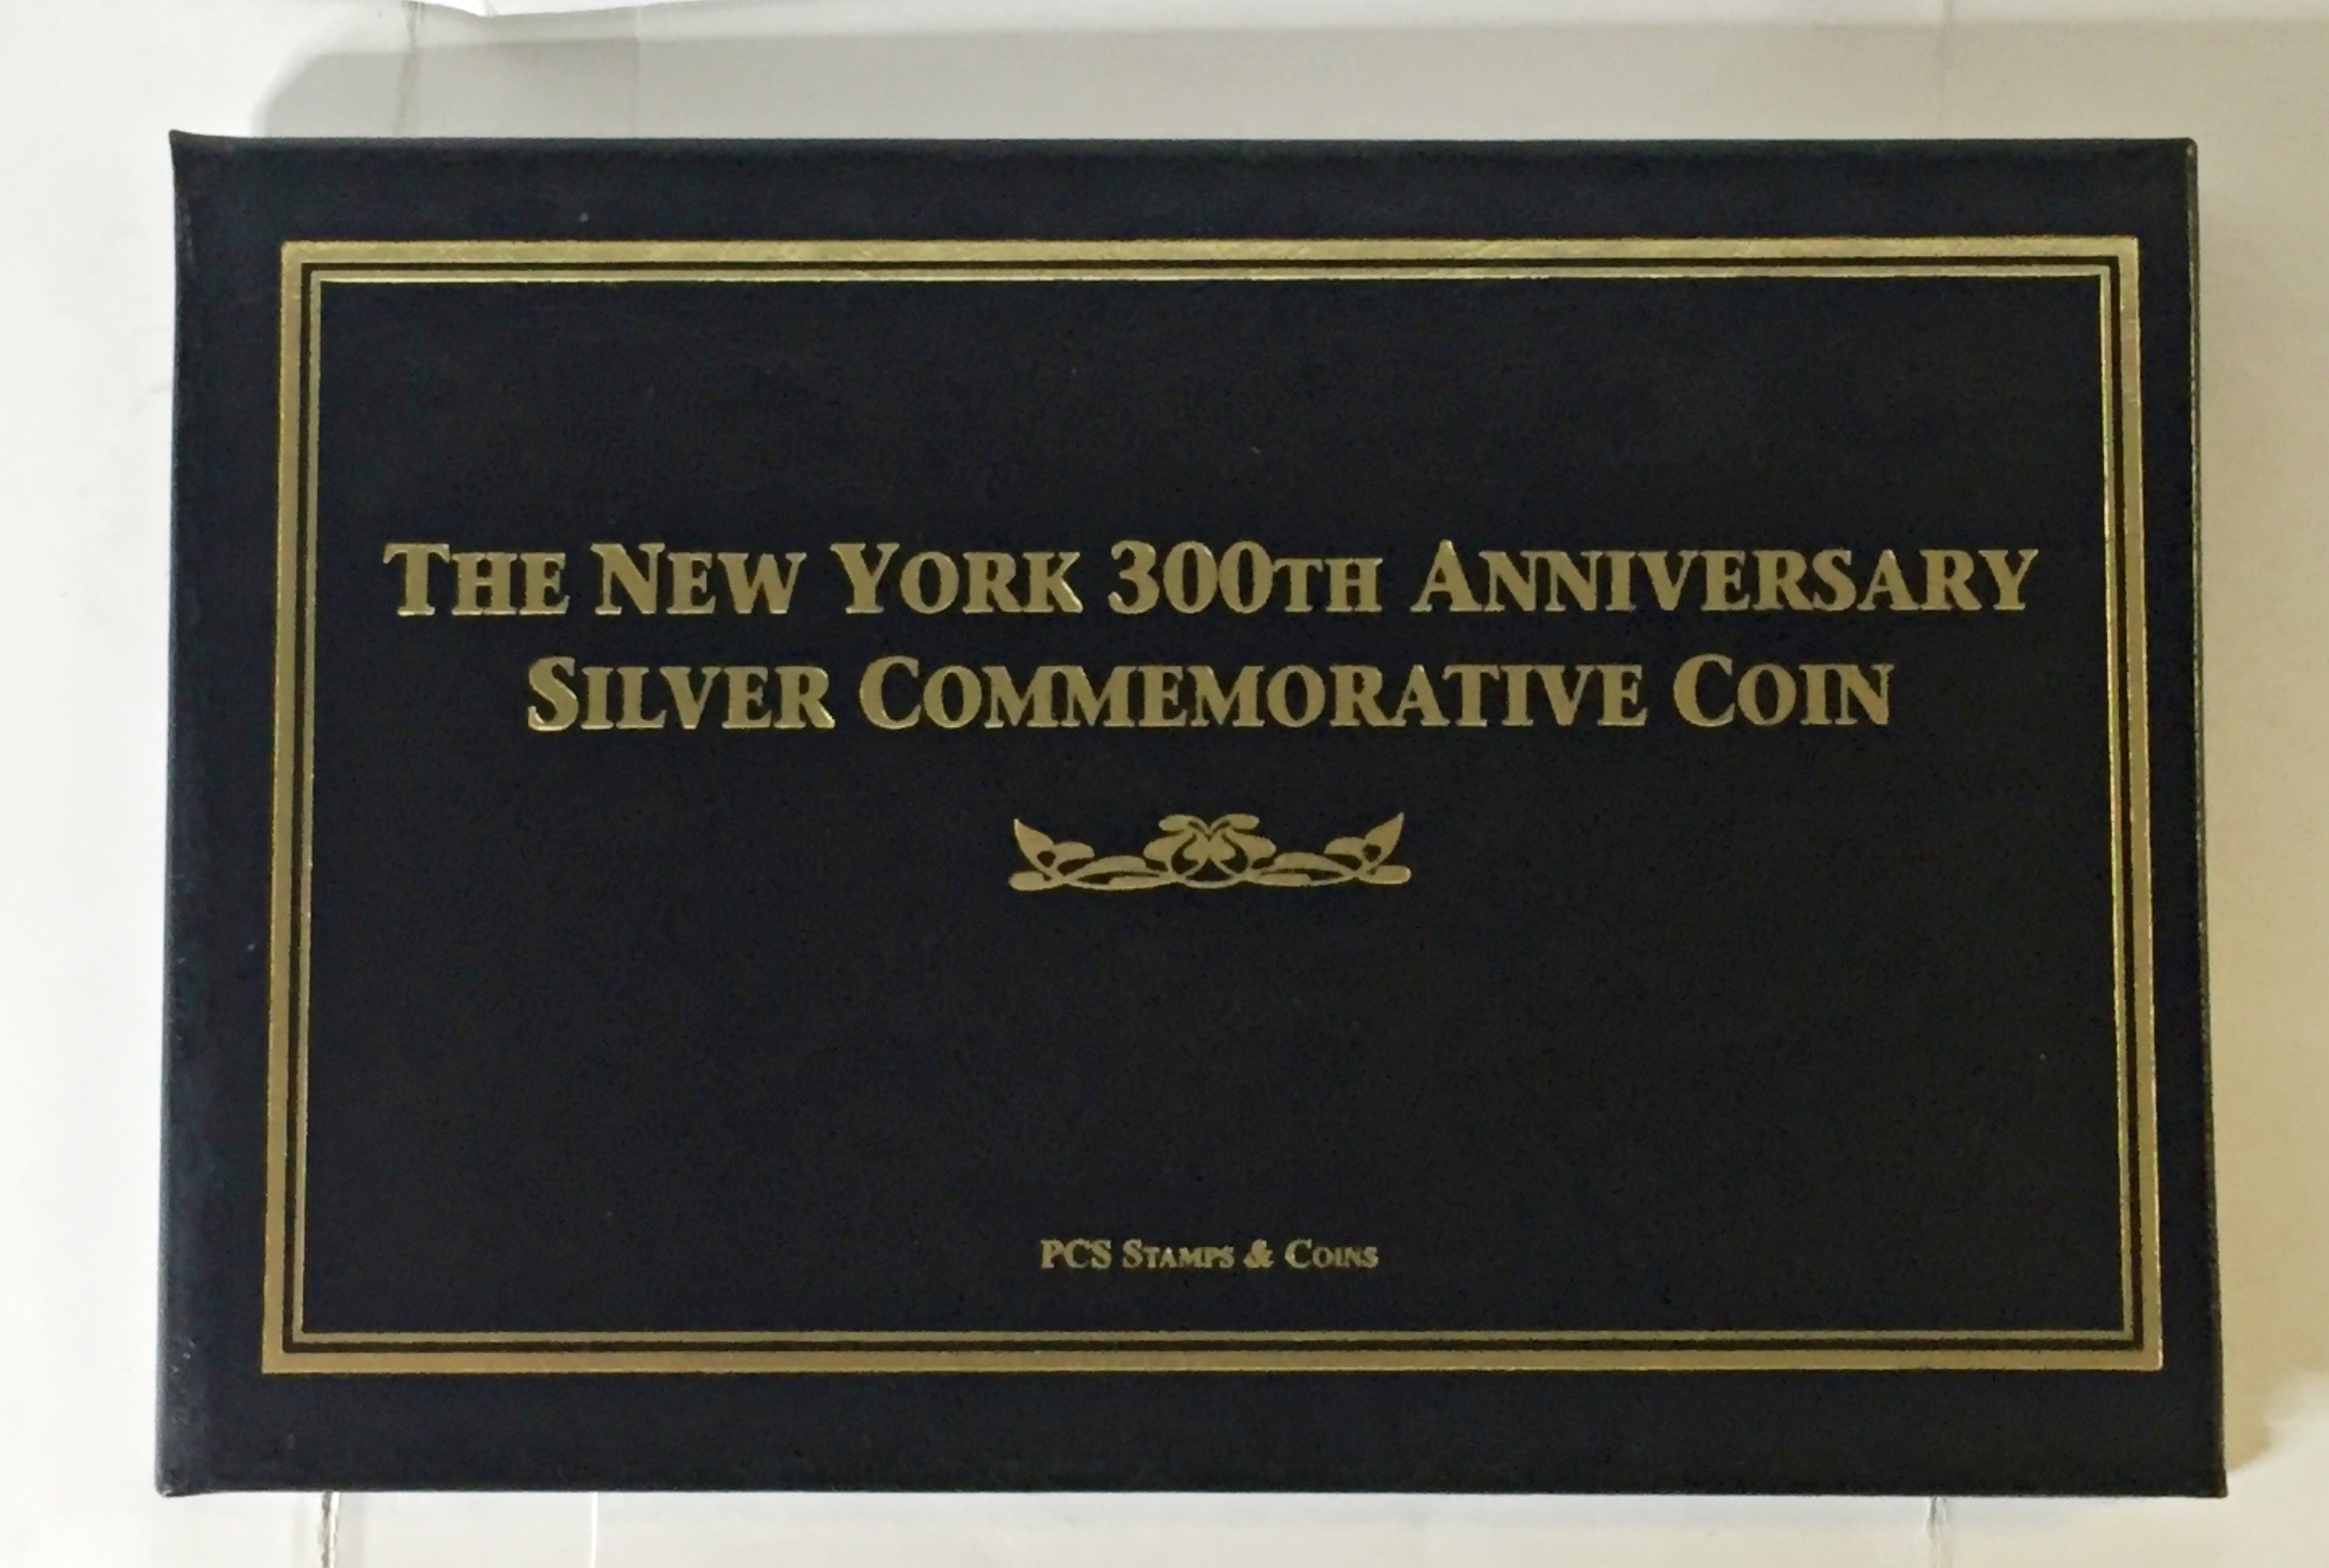 THE NEW YORK 300TH ANNIVERSARY
SILVER COMMEMORATIVE COIN
PCS STAMPS & COINS